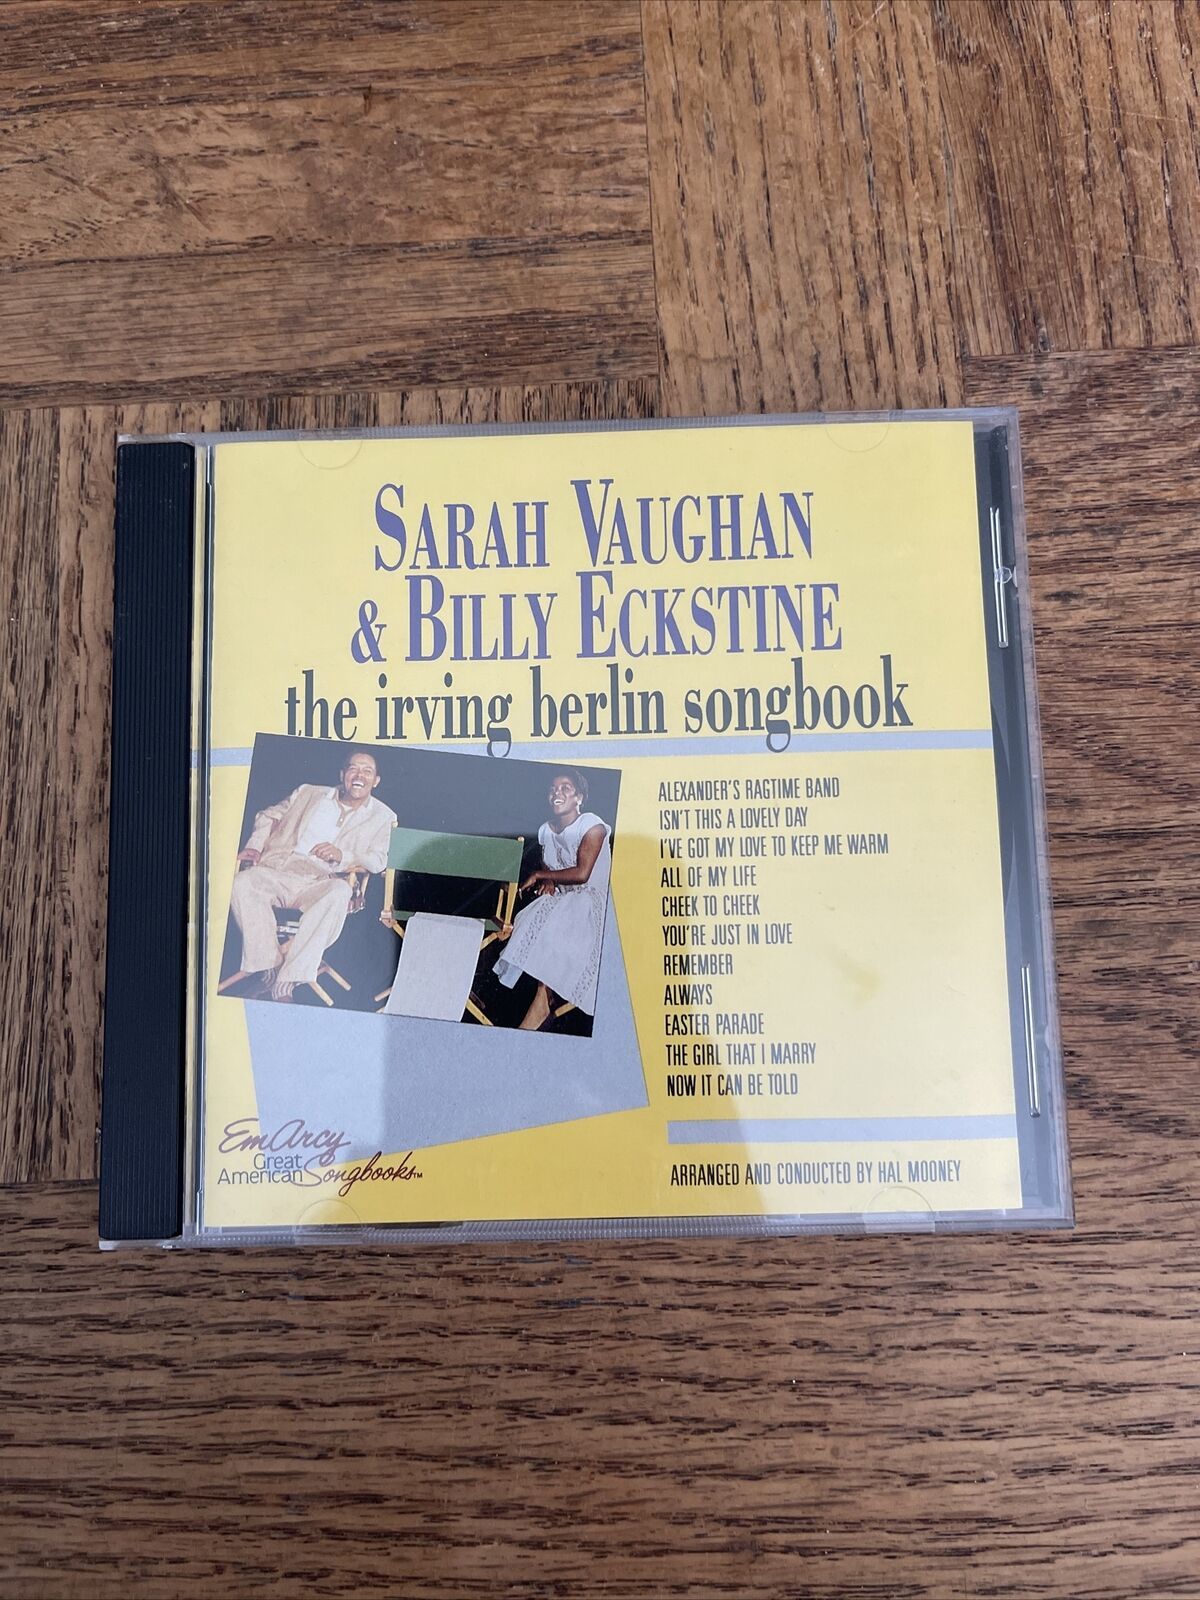 SARAH VAUGHAN
& BILLY ECKSTINE
the irving berlin songbook
ALEXANDER'S RAGTIME BAND
ISN'T THIS A LOVELY DAY
I'VE GOT MY LOVE TO KEEP ME WARM
ALL OF MY LIFE
CHEEK TO CHEEK
YOU'RE JUST IN LOVE
REMEMBER
ALWAYS
EASTER PARADE
THE GIRL THAT I MARRY
NOW IT CAN BE TOLD
EmArcy
Great
American Songbooks™
ARRANGED AND CONDUCTED BY HAL MOONEY